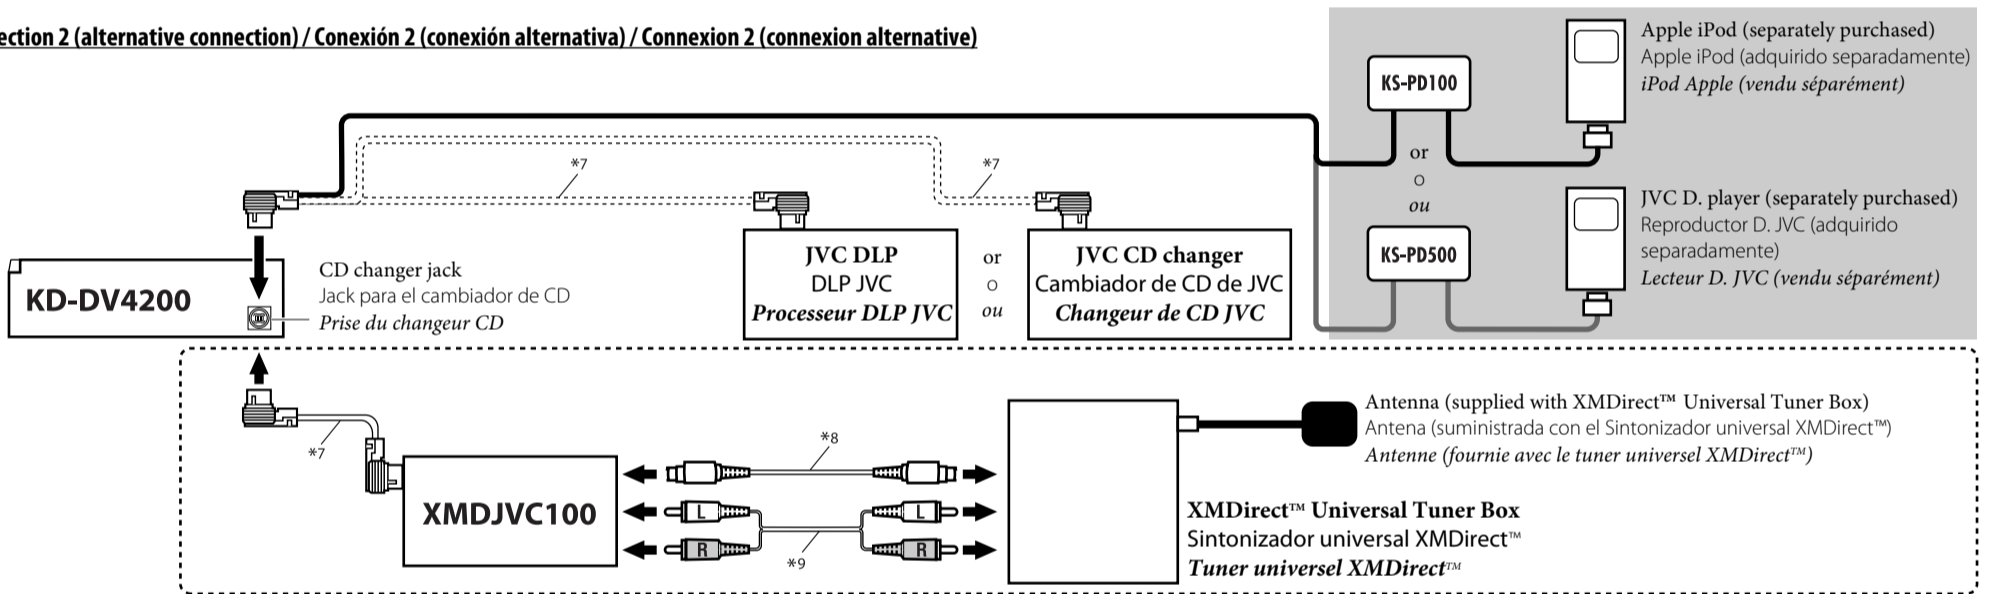 ection 2 (alternative connection) / Conexión 2 (conexión alternativa) / Connexion 2 (connexion alternative)
KS-PD100
Apple iPod (separately purchased)
Apple iPod (adquirido separadamente)
iPod Apple (vendu séparément)
or
o
ou
KS-PD500
JVC D. player (separately purchased)
Reproductor D. JVC (adquirido
separadamente)
Lecteur D. JVC (vendu séparément)
*7
*7
KD-DV4200
CD changer jack
Jack para el cambiador de CD
Prise du changeur CD
JVC DLP
DLP JVC
Processeur DLP JVC
or
o
ou
JVC CD changer
Cambiador de CD de JVC
Changeur de CD JVC
*7
XMDJVC100
*8
L
L
R
R
*9
Antenna (supplied with XMDirect™ Universal Tuner Box)
Antena (suministrada con el Sintonizador universal XMDirect™)
Antenne (fournie avec le tuner universel XMDirect™)
XMDirect™ Universal Tuner Box
Sintonizador universal XMDirect™
Tuner universel XMDirect™